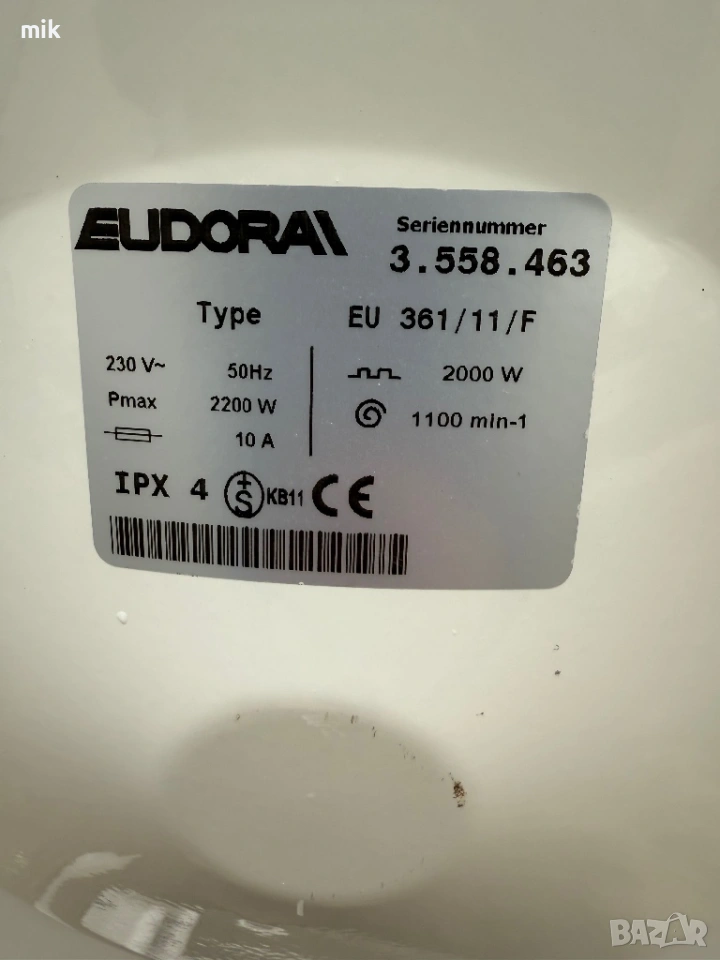 mik
EUDORA
Seriennummer
3.558.463
Type EU 361/11/F
230 V~ 50Hz
Pmax 2200 W
10 A
2000 W
1100 min-1
IPX 4 S KB11 CE
BAZAR